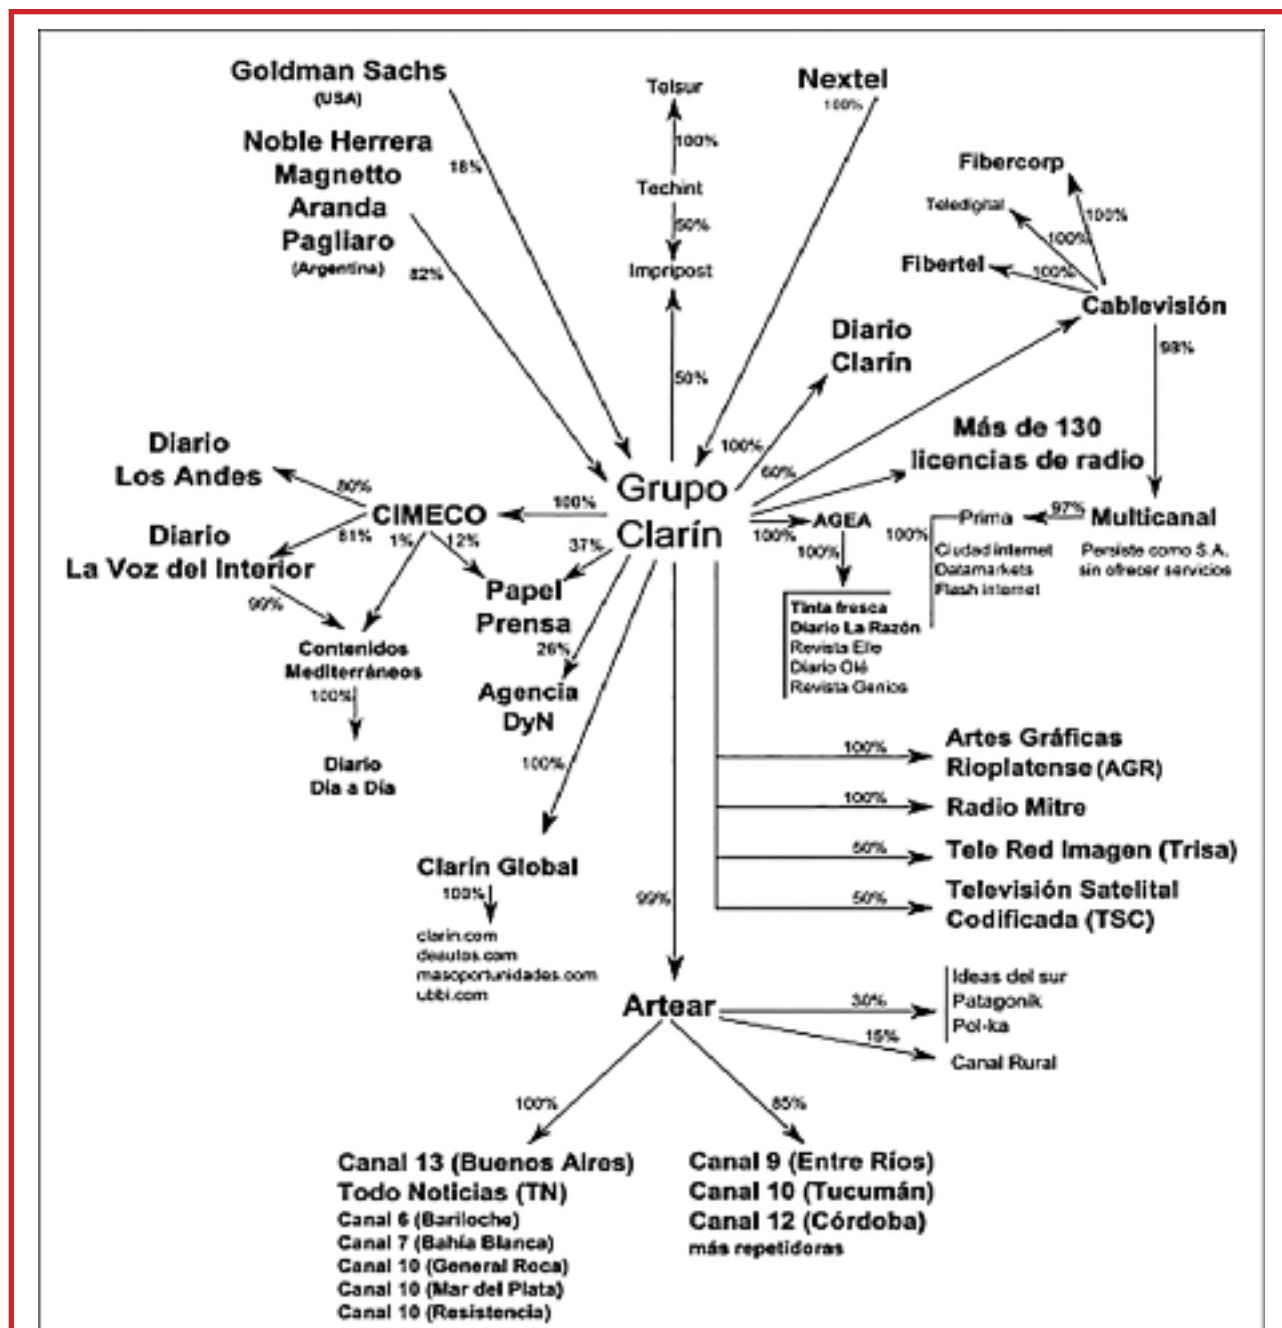 Goldman Sachs
(USA)
Noble Herrera
Magnetto
Aranda
Pagliaro
(Argentina)
18%
82%
Telsur
100%
Techint
50%
Impripost
50%
Nextel
100%
Fibercorp
100%
Teledigital
100%
Fibertel
100%
Cablevisión
98%
Diario
Clarín
100%
60%
Más de 130
licencias de radio
Grupo
Clarín
Diario
Los Andes
80%
CIMECO
100%
Diario
La Voz del Interior
81%
1%
12%
37%
99%
Papel
Prensa
Contenidos
Mediterráneos
100%
Diario
Día a Día
26%
Agencia
DyN
100%
AGEA
100%
100%
Tinta fresca
Diario La Razón
Revista Elle
Diario Olé
Revista Genios
100%
Prima
97%
Multicanal
Ciudad internet
Datamarkets
Flash internet
Persiste como S.A.
sin ofrecer servicios
100%
Artes Gráficas
Rioplatense (AGR)
100%
Radio Mitre
50%
Tele Red Imagen (Trisa)
50%
Televisión Satelital
Codificada (TSC)
Clarín Global
100%
clarin.com
deautos.com
masoportunidades.com
ubbi.com
99%
Artear
30%
Ideas del sur
Patagonik
Pol-ka
15%
Canal Rural
100%
85%
Canal 13 (Buenos Aires)
Todo Noticias (TN)
Canal 6 (Bariloche)
Canal 7 (Bahía Blanca)
Canal 10 (General Roca)
Canal 10 (Mar del Plata)
Canal 10 (Resistencia)
Canal 9 (Entre Ríos)
Canal 10 (Tucumán)
Canal 12 (Córdoba)
más repetidoras